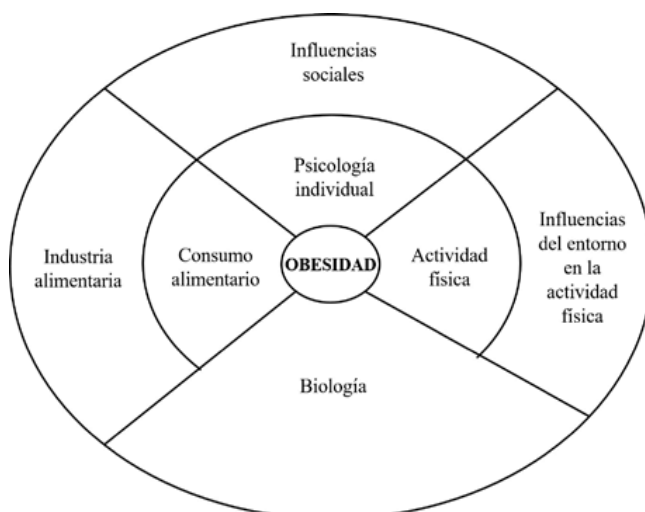 Influencias
sociales
Psicología
individual
Industria
alimentaria
Consumo
alimentario
OBESIDAD
Actividad
física
Influencias
del entorno
en la
actividad
física
Biología